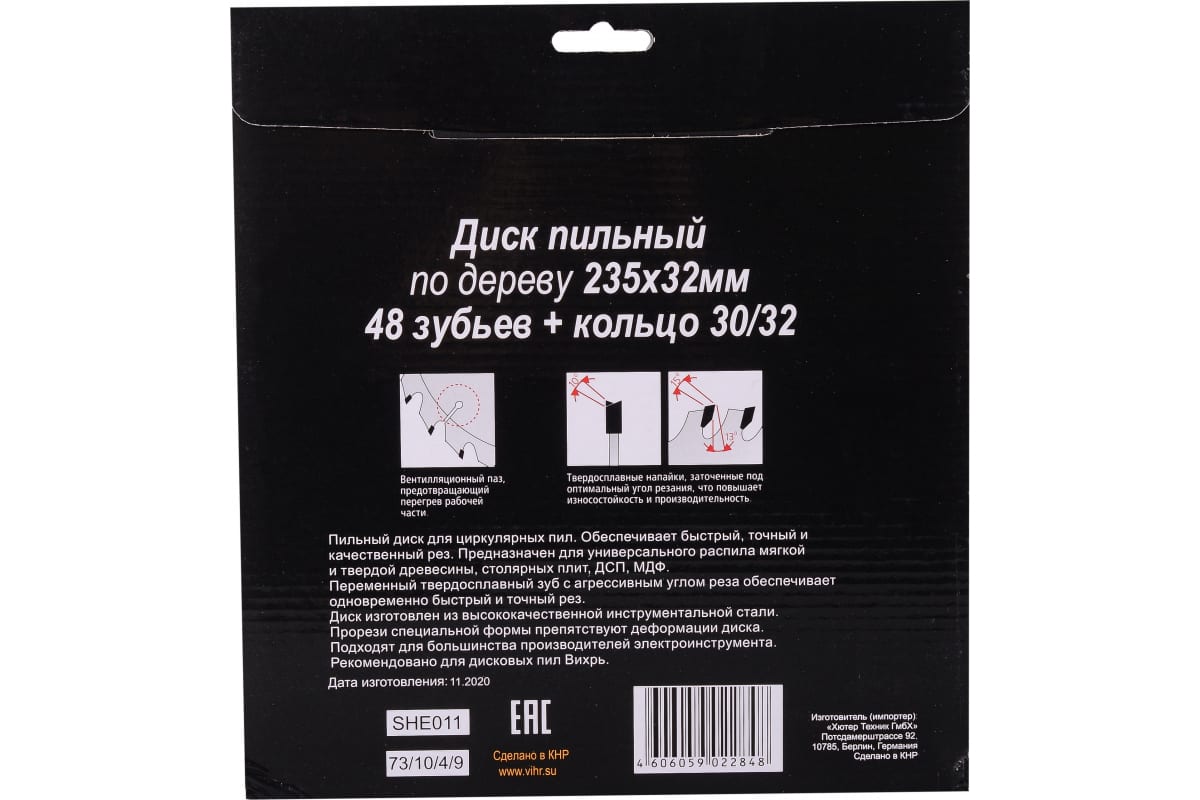 Диск пильный
по дереву 235х32мм
48 зубьев + кольцо 30/32
10°
15°
13°
Вентиляционный паз,
предотвращающий
перегрев рабочей
части.
Твердосплавные напайки, заточенные под
оптимальный угол резания, что повышает
износостойкость и производительность.
Пильный диск для циркулярных пил. Обеспечивает быстрый, точный и
качественный рез. Предназначен для универсального распила мягкой
и твердой древесины, столярных плит, ДСП, МДФ.
Переменный твердосплавный зуб с агрессивным углом реза обеспечивает
одновременно быстрый и точный рез.
Диск изготовлен из высококачественной инструментальной стали.
Прорези специальной формы препятствуют деформации диска.
Подходят для большинства производителей электроинструмента.
Рекомендовано для дисковых пил Вихрь.
Дата изготовления: 11.2020
SHE011
73/10/4/9
EAC
Сделано в КНР
www.vihr.su
4 606059 022848
Изготовитель (импортер):
«Хютер Техник ГмбХ»
Потсдамерштрассе 92,
10785, Берлин, Германия
Сделано в КНР